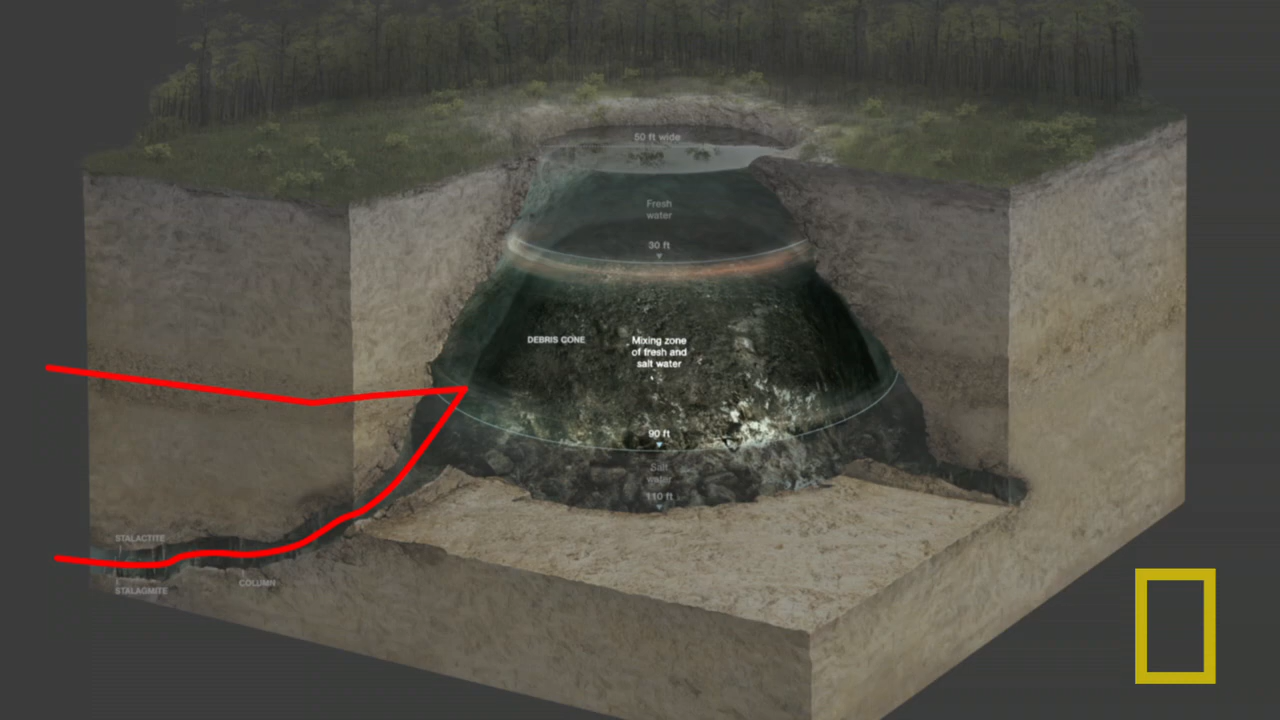 50 ft wide
Fresh
water
30 ft
DEBRIS CONE
Mixing zone
of fresh and
salt water
90 ft
Salt
water
110 ft
STALACTITE
COLUMN
STALAGMITE